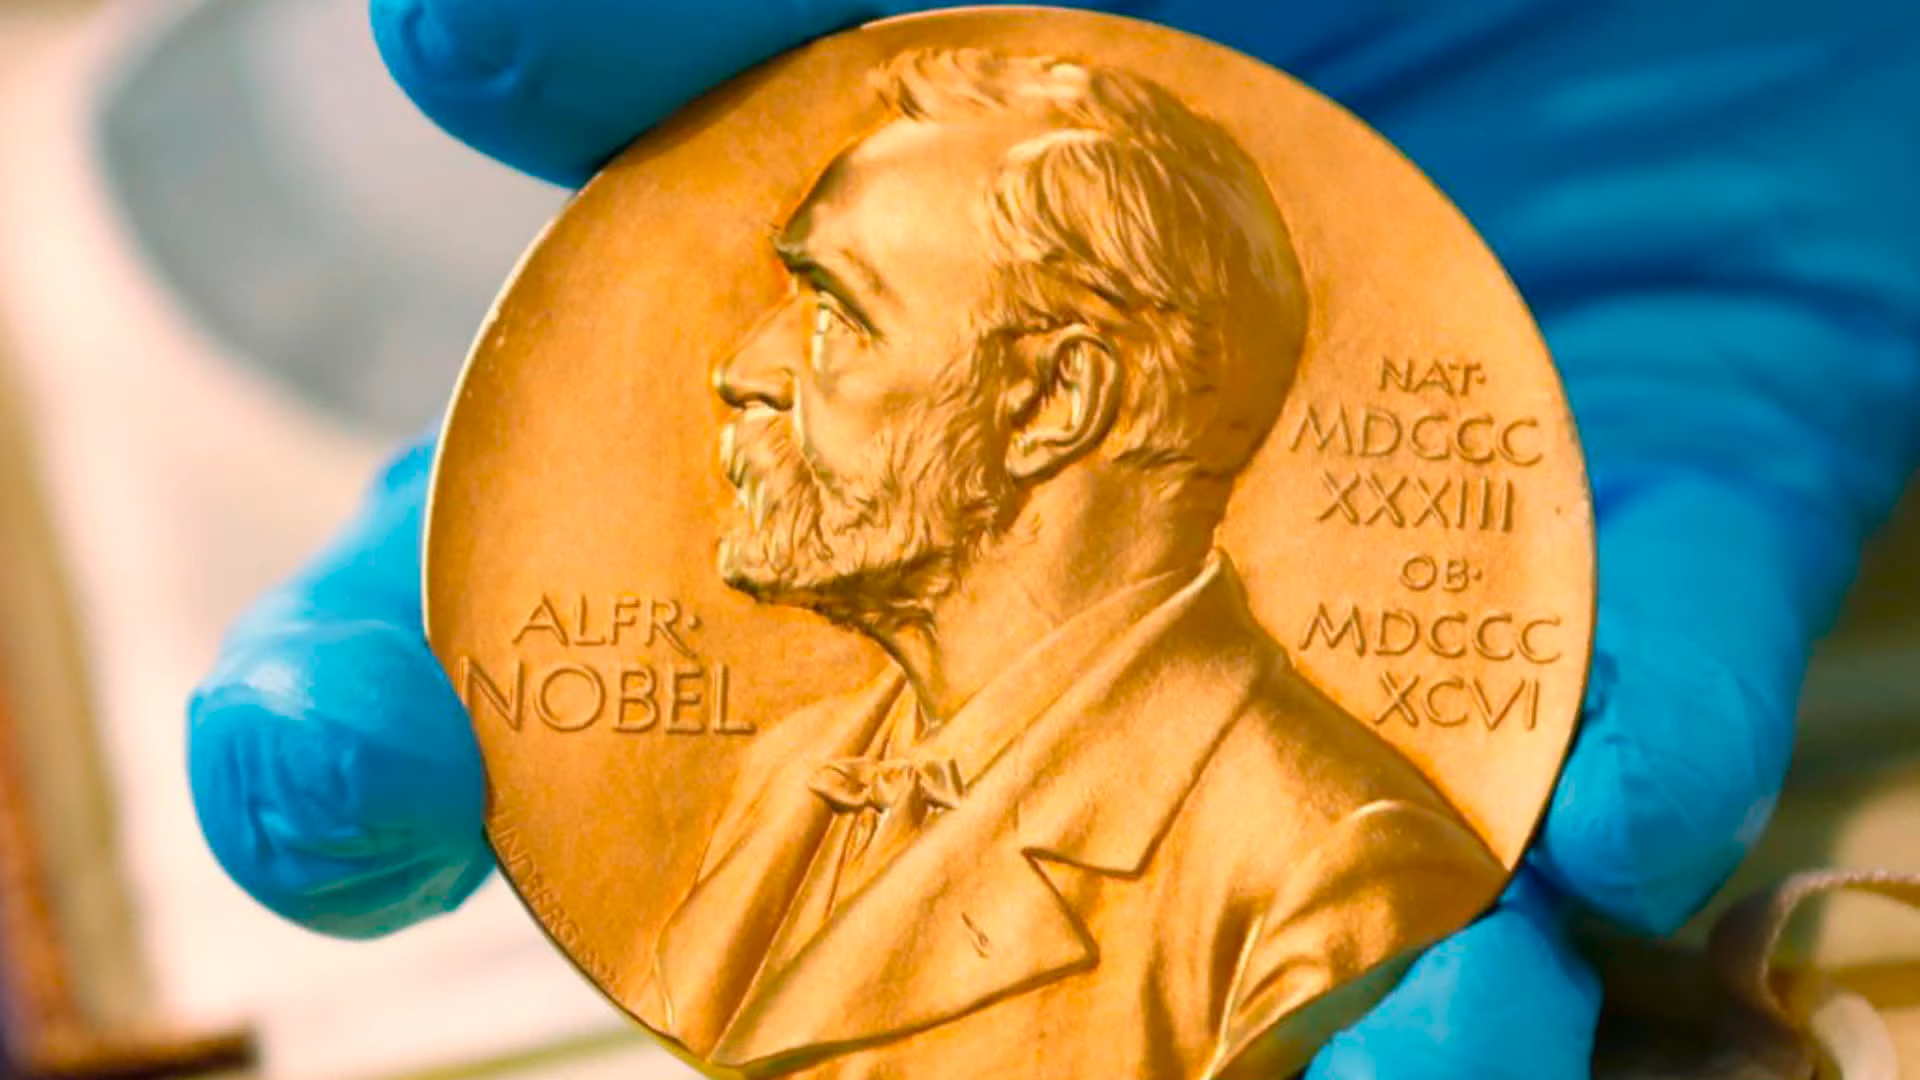 ALFR·
NOBEL
NAT·
MDCCC
XXXIII
OB·
MDCCC
XCVI